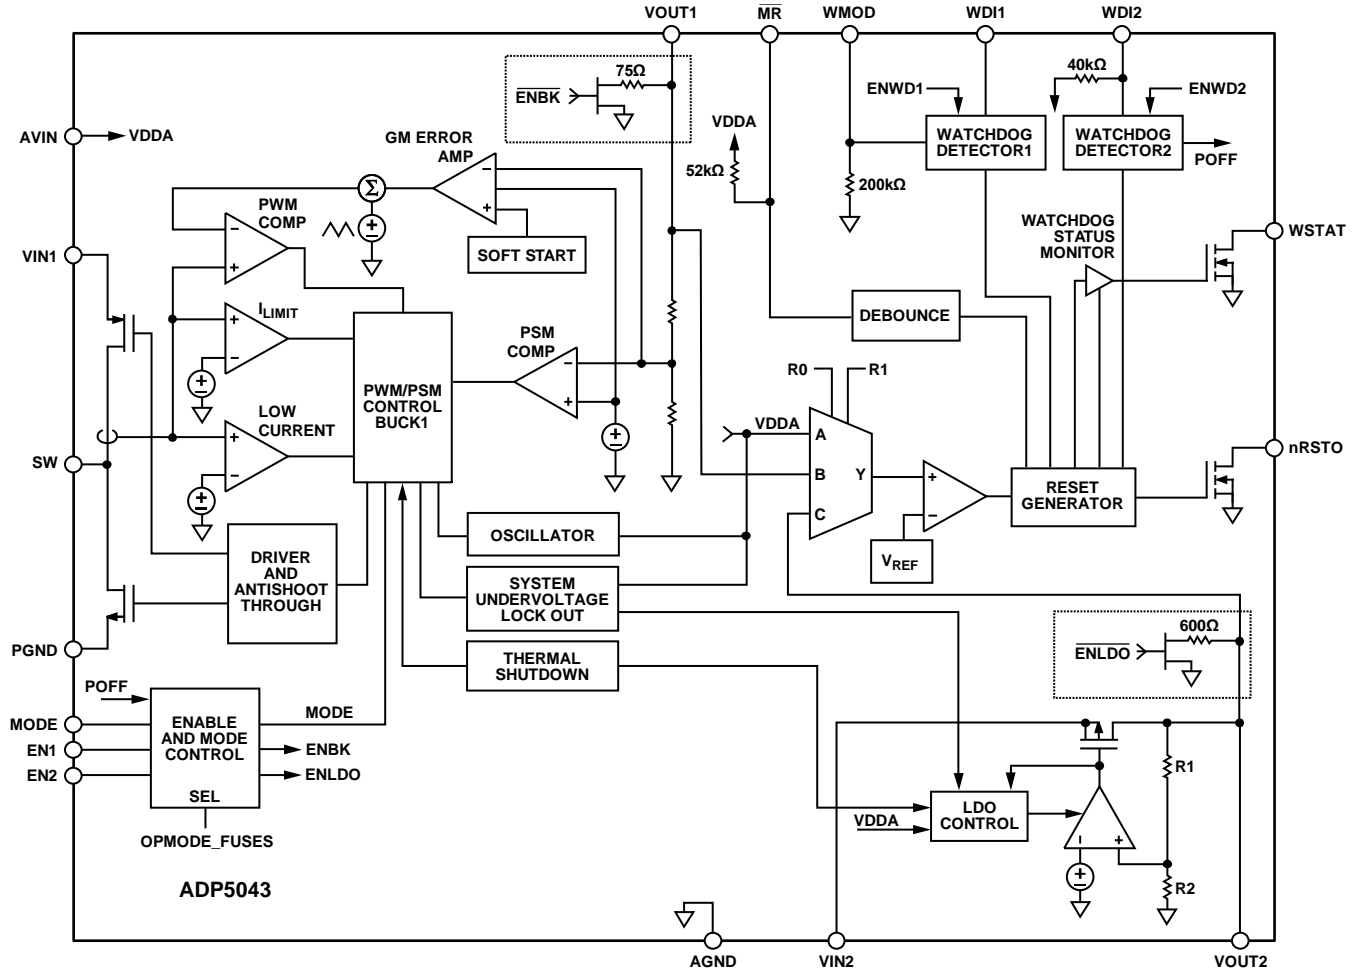 VOUT1
MR
WMOD
WDI1
WDI2
AVIN
VDDA
ENBK
75Ω
GM ERROR
AMP
VDDA
52kΩ
200kΩ
ENWD1
WATCHDOG
DETECTOR1
40kΩ
ENWD2
WATCHDOG
DETECTOR2
POFF
PWM
COMP
Σ
SOFT START
VIN1
WATCHDOG
STATUS
MONITOR
WSTAT
I LIMIT
PWM/PSM
CONTROL
BUCK1
PSM
COMP
DEBOUNCE
R0
R1
VDDA
A
B
C
Y
LOW
CURRENT
SW
VREF
RESET
GENERATOR
nRSTO
OSCILLATOR
DRIVER
AND
ANTISHOOT
THROUGH
SYSTEM
UNDERVOLTAGE
LOCK OUT
THERMAL
SHUTDOWN
PGND
ENLDO
600Ω
POFF
MODE
EN1
EN2
ENABLE
AND MODE
CONTROL
SEL
MODE
ENBK
ENLDO
OPMODE_FUSES
VDDA
LDO
CONTROL
R1
R2
ADP5043
AGND
VIN2
VOUT2